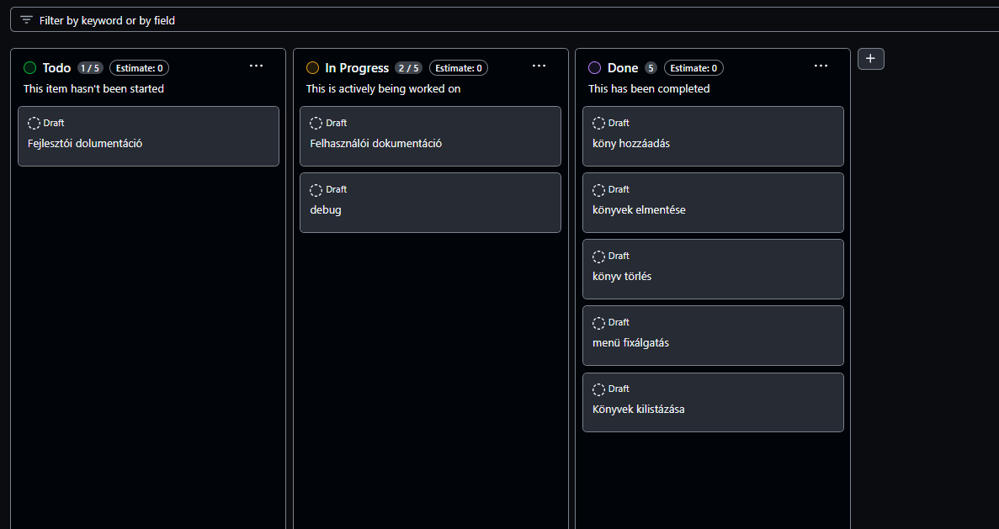 Filter by keyword or by field
Todo 1 / 5 Estimate: 0
This item hasn't been started
Draft
Fejlesztói dolumentáció
In Progress 2 / 5 Estimate: 0
This is actively being worked on
Draft
Felhasználói dokumentáció
Draft
debug
Done 5 Estimate: 0
This has been completed
Draft
köny hozzáadás
Draft
könyvek elmentése
Draft
könyv törlés
Draft
menü fixálgatás
Draft
Könyvek kilistázása